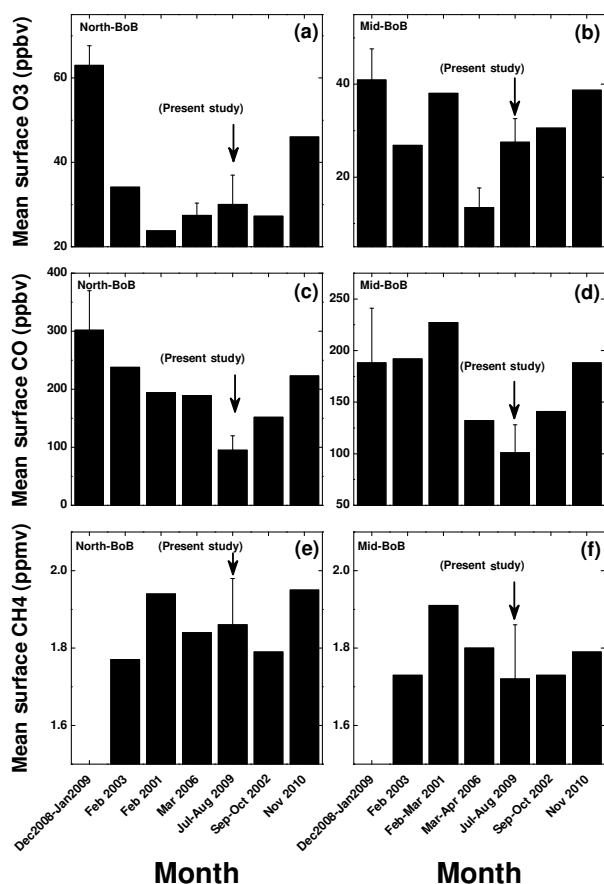 North-BoB
(a)
Mean surface O3 (ppbv)
60
40
20
(Present study)
Mid-BoB
(b)
40
20
(Present study)
North-BoB
(c)
Mean surface CO (ppbv)
400
300
200
100
0
(Present study)
Mid-BoB
(d)
250
225
200
175
150
125
100
75
50
(Present study)
North-BoB
(e)
Mean surface CH4 (ppmv)
2.0
1.8
1.6
(Present study)
Mid-BoB
(f)
2.0
1.8
1.6
(Present study)
Dec2008-Jan2009
Feb 2003
Feb 2001
Mar 2006
Jul-Aug 2009
Sep-Oct 2002
Nov 2010
Month
Dec2008-Jan2009
Feb 2003
Feb-Mar 2001
Mar-Apr 2006
Jul-Aug 2009
Sep-Oct 2002
Nov 2010
Month